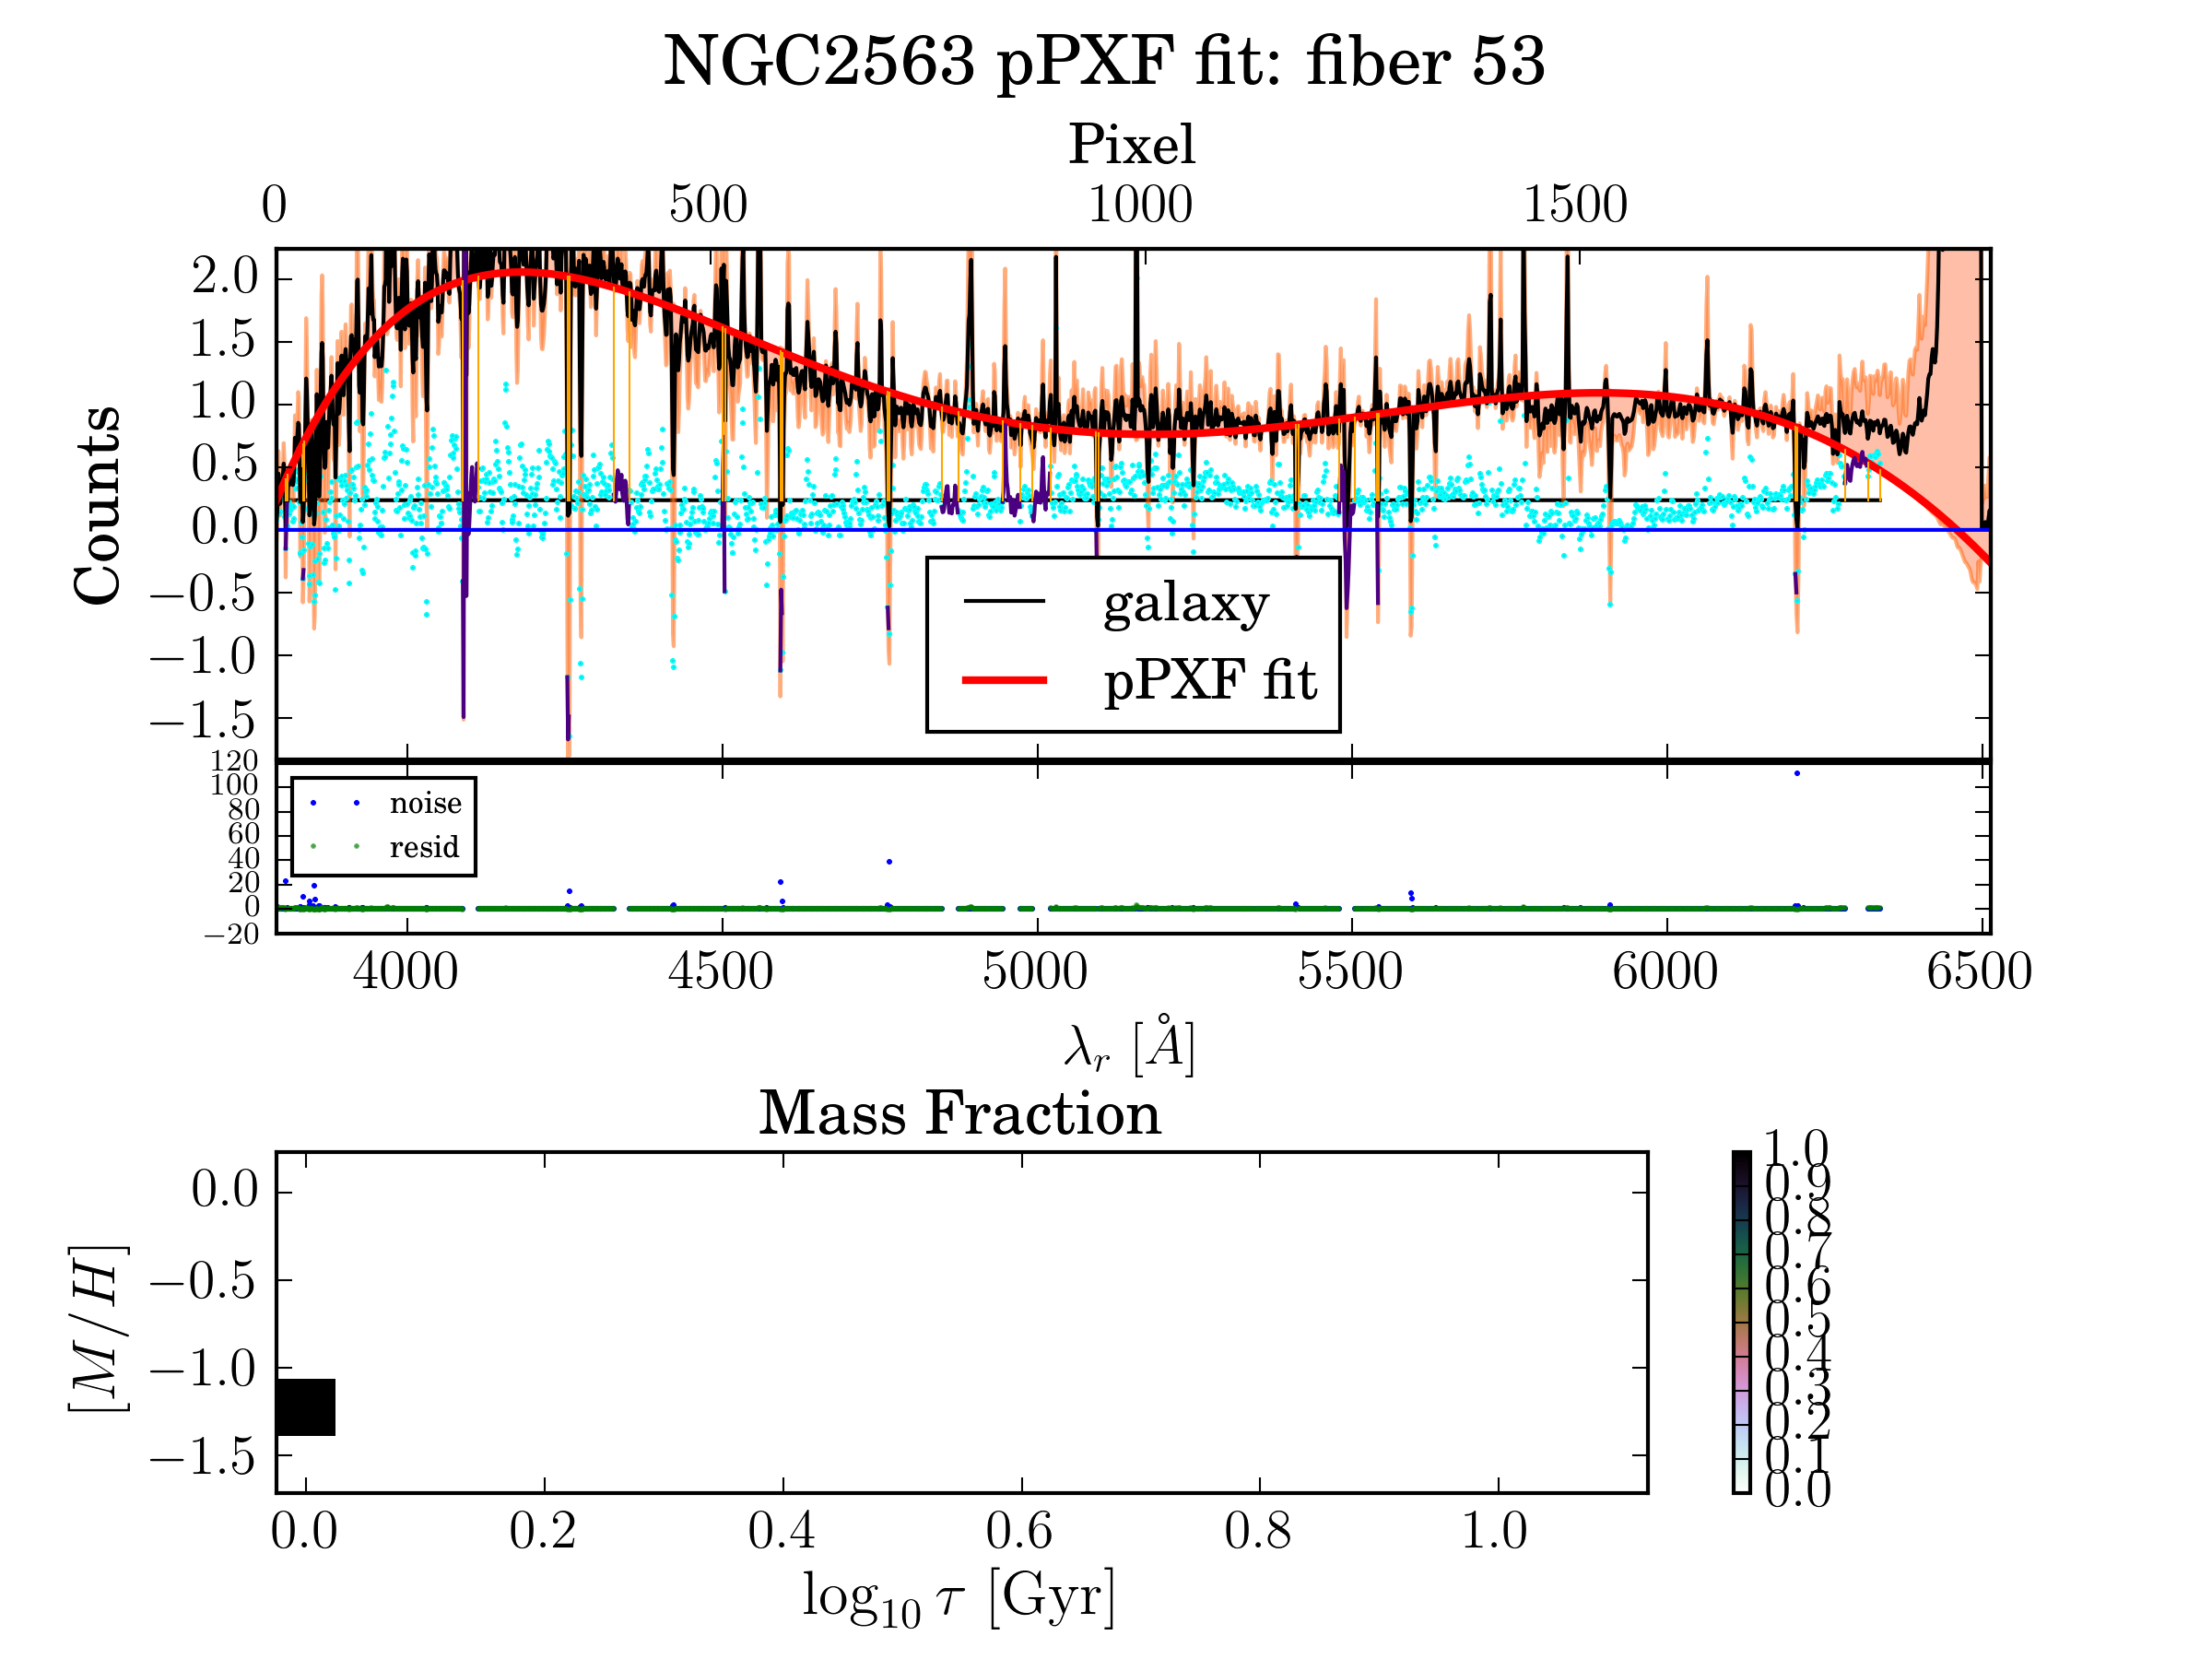 NGC2563 pPXF fit: fiber 53
Pixel
0 500 1000 1500
2.0
1.5
1.0
0.5
0.0
−0.5
−1.0
−1.5
Counts
galaxy
pPXF fit
120
100
80
60
40
20
0
−20
noise
resid
4000 4500 5000 5500 6000 6500
λr [Å]
Mass Fraction
0.0
−0.5
−1.0
−1.5
[M/H]
0.0 0.2 0.4 0.6 0.8 1.0
log10 τ [Gyr]
1.0
0.9
0.8
0.7
0.6
0.5
0.4
0.3
0.2
0.1
0.0